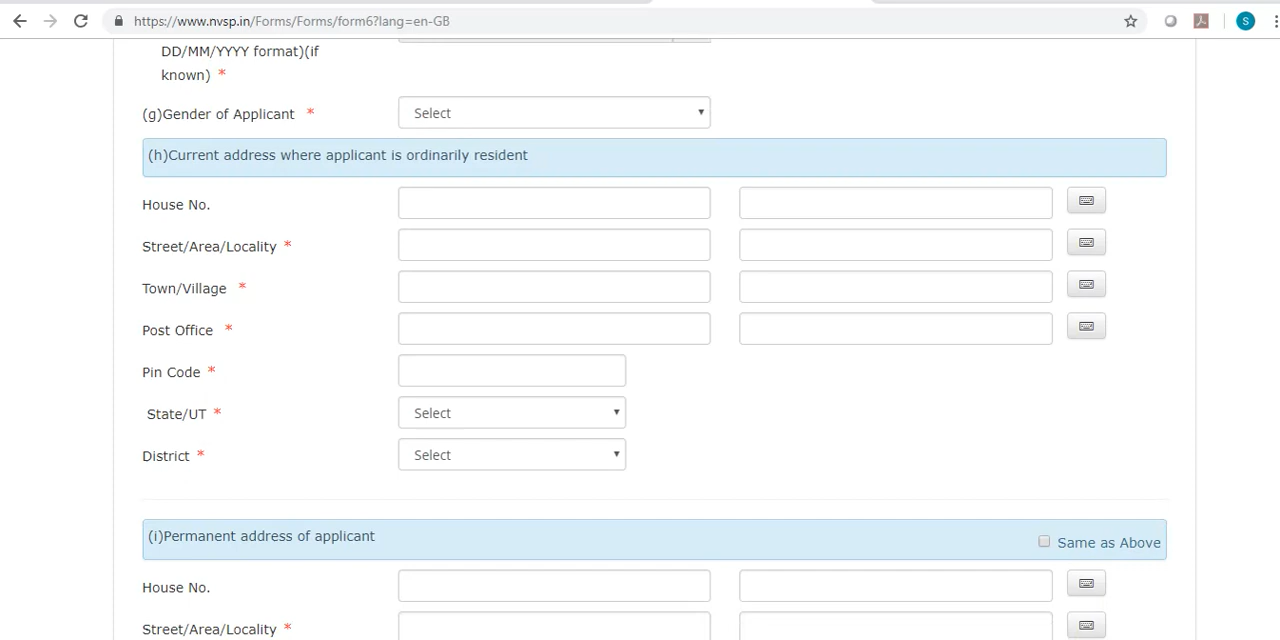 https://www.nvsp.in/Forms/Forms/form6?lang=en-GB
S
DD/MM/YYYY format)(if
known) *
(g)Gender of Applicant * Select
(h)Current address where applicant is ordinarily resident
House No.
Street/Area/Locality *
Town/Village *
Post Office *
Pin Code *
State/UT * Select
District * Select
(i)Permanent address of applicant
Same as Above
House No.
Street/Area/Locality *